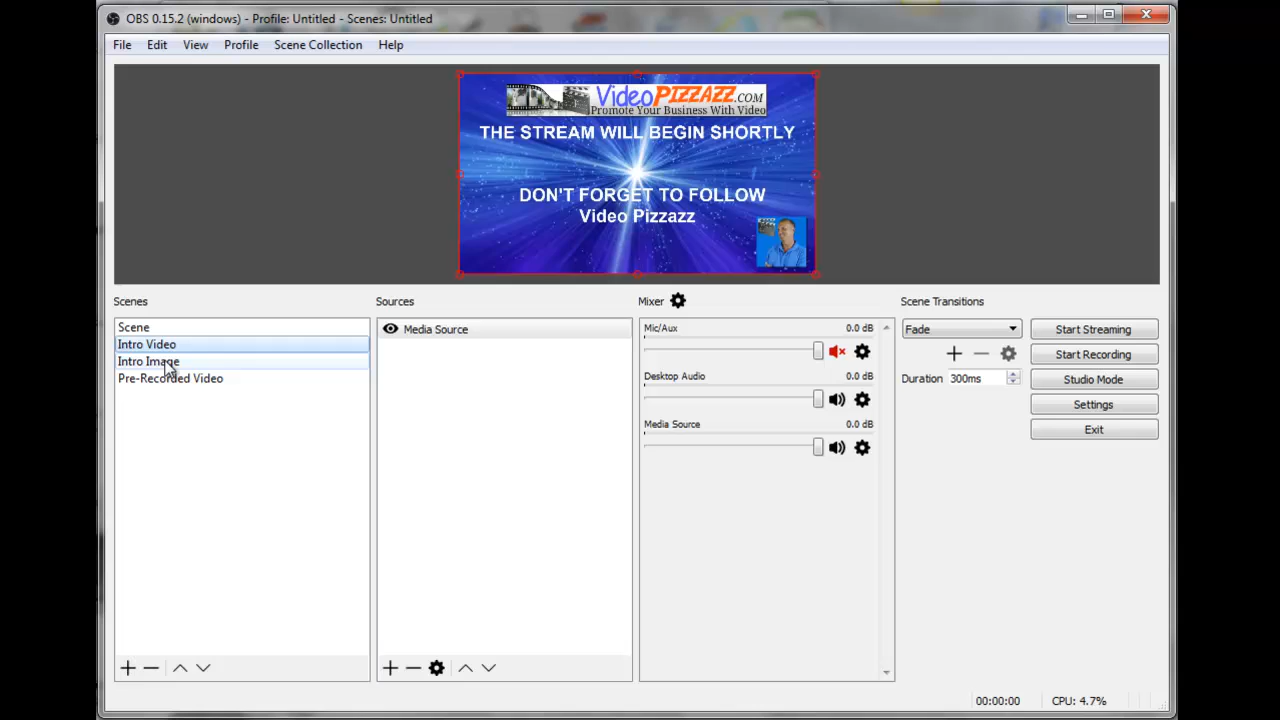 OBS 0.15.2 (windows) - Profile: Untitled - Scenes: Untitled
File Edit View Profile Scene Collection Help
VideoPIZZAZZ.COM
Promote Your Business With Video
THE STREAM WILL BEGIN SHORTLY
DON'T FORGET TO FOLLOW
Video Pizzazz
Scenes
Scene
Intro Video
Intro Image
Pre-Recorded Video
Sources
Media Source
Mixer
Mic/Aux 0.0 dB
Desktop Audio 0.0 dB
Media Source 0.0 dB
Scene Transitions
Fade
Duration 300ms
Start Streaming
Start Recording
Studio Mode
Settings
Exit
00:00:00 CPU: 4.7%